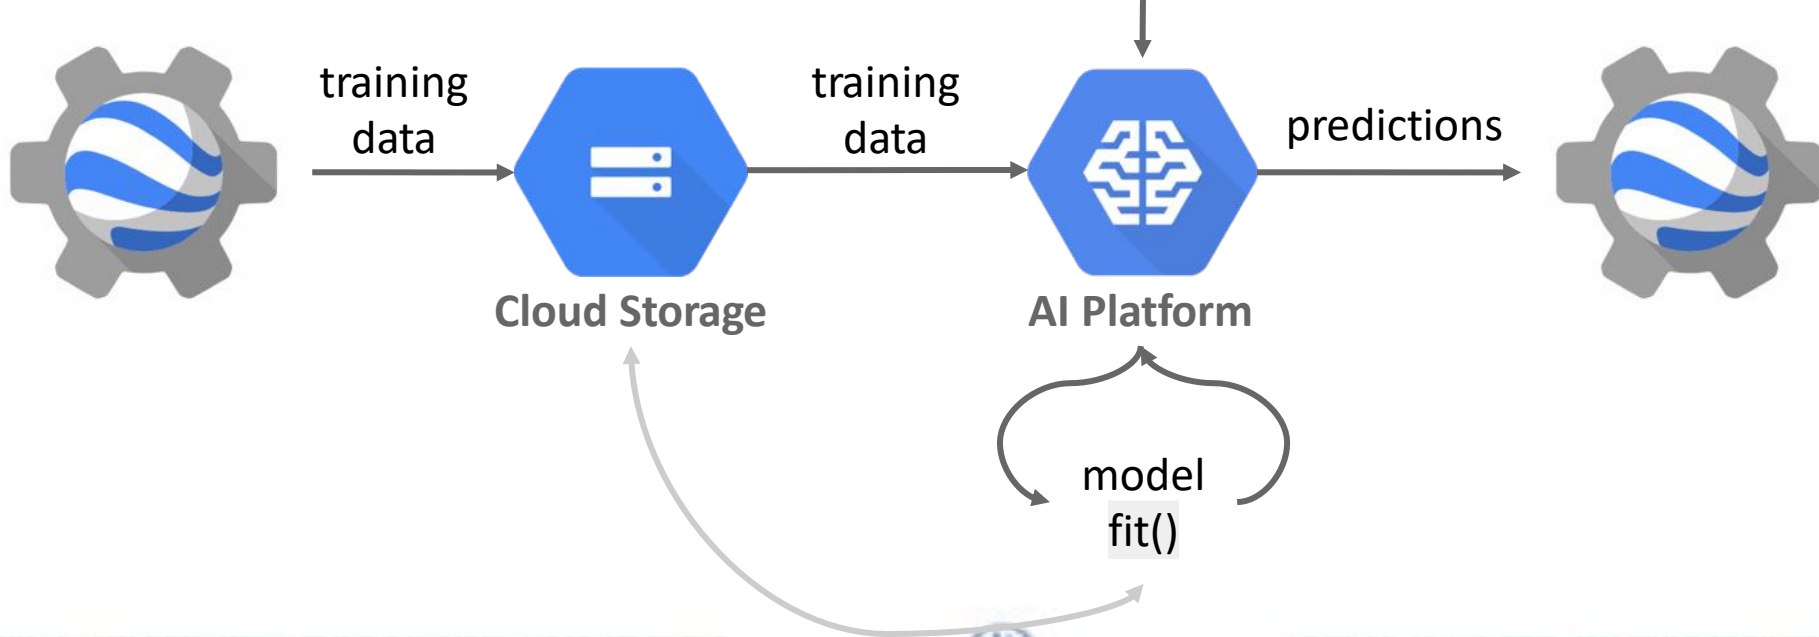 training
data
training
data
predictions
Cloud Storage
AI Platform
model
fit()